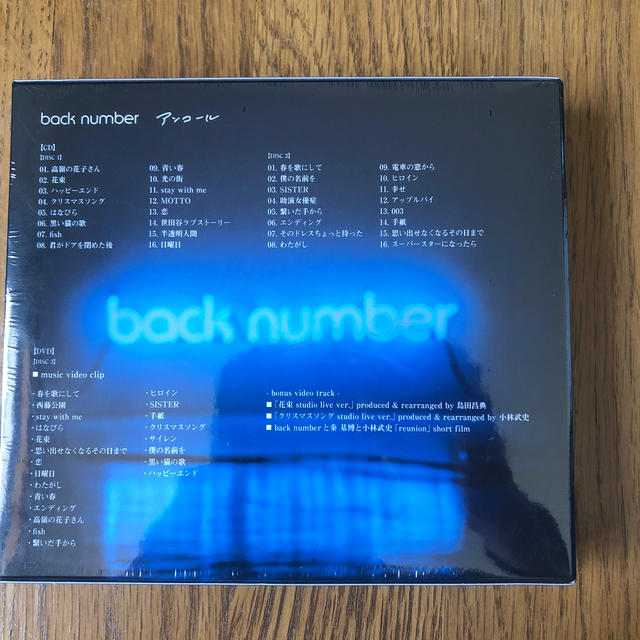 back number アンコール
【CD】
【DISC 1】
01. 高嶺の花子さん
02. 花束
03. ハッピーエンド
04. クリスマスソング
05. はなびら
06. 黒い猫の歌
07. fish
08. 君がドアを閉めた後
09. 青い春
10. 光の街
11. stay with me
12. MOTTO
13. 恋
14. 世田谷ラブストーリー
15. 半透明人間
16. 日曜日
【DISC 2】
01. 春を歌にして
02. 僕の名前を
03. SISTER
04. 助演女優症
05. 繋いだ手から
06. エンディング
07. そのドレスちょっと待った
08. わたがし
09. 電車の窓から
10. ヒロイン
11. 幸せ
12. アップルパイ
13. 003
14. 手紙
15. 思い出せなくなるその日まで
16. スーパースターになったら
back number
【DVD】
【DISC 3】
■ music video clip
・春を歌にして
・西藤公園
・stay with me
・はなびら
・花束
・思い出せなくなるその日まで
・恋
・日曜日
・わたがし
・青い春
・エンディング
・高嶺の花子さん
・fish
・繋いだ手から
・ヒロイン
・SISTER
・手紙
・クリスマスソング
・サイレン
・僕の名前を
・黒い猫の歌
・ハッピーエンド
- bonus video track -
■「花束 studio live ver.」produced & rearranged by 島田昌典
■「クリスマスソング studio live ver.」produced & rearranged by 小林武史
■ back numberと秦 基博と小林武史「reunion」short film